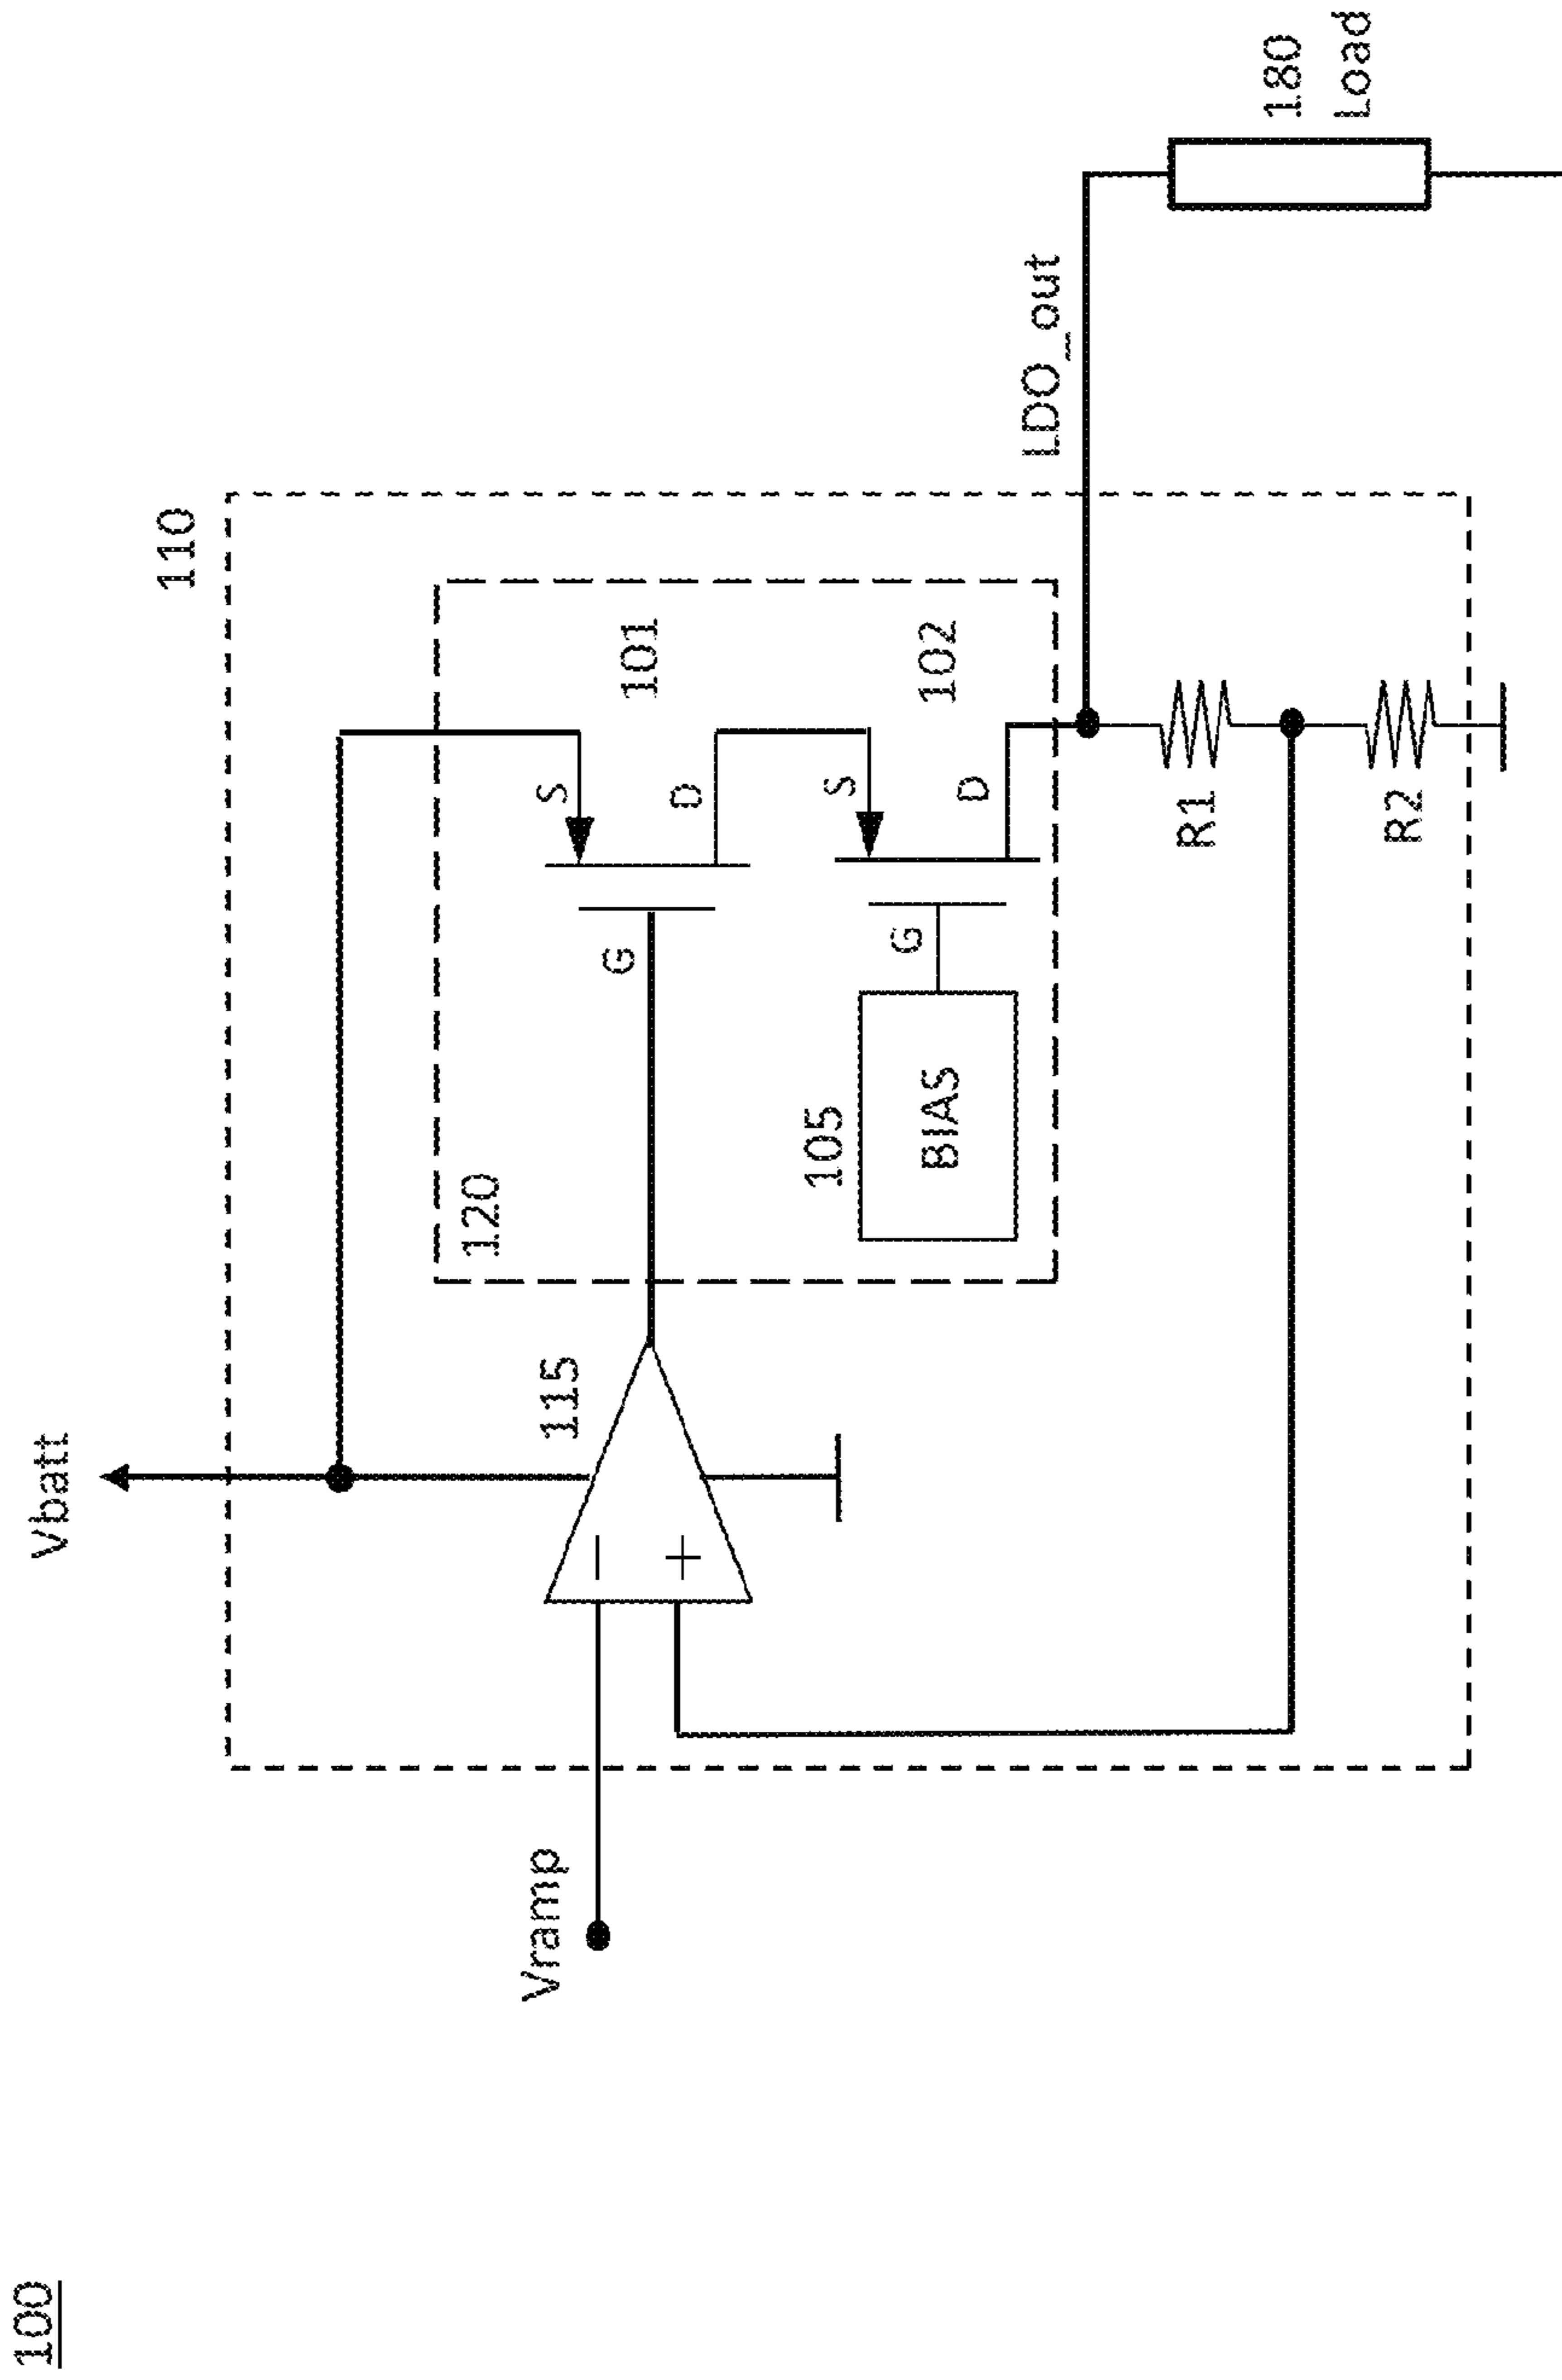 100
Vbatt
110
120
115
S
101
G
D
Vramp
−
+
105
BIAS
S
102
G
D
LDO_out
R1
R2
180
Load